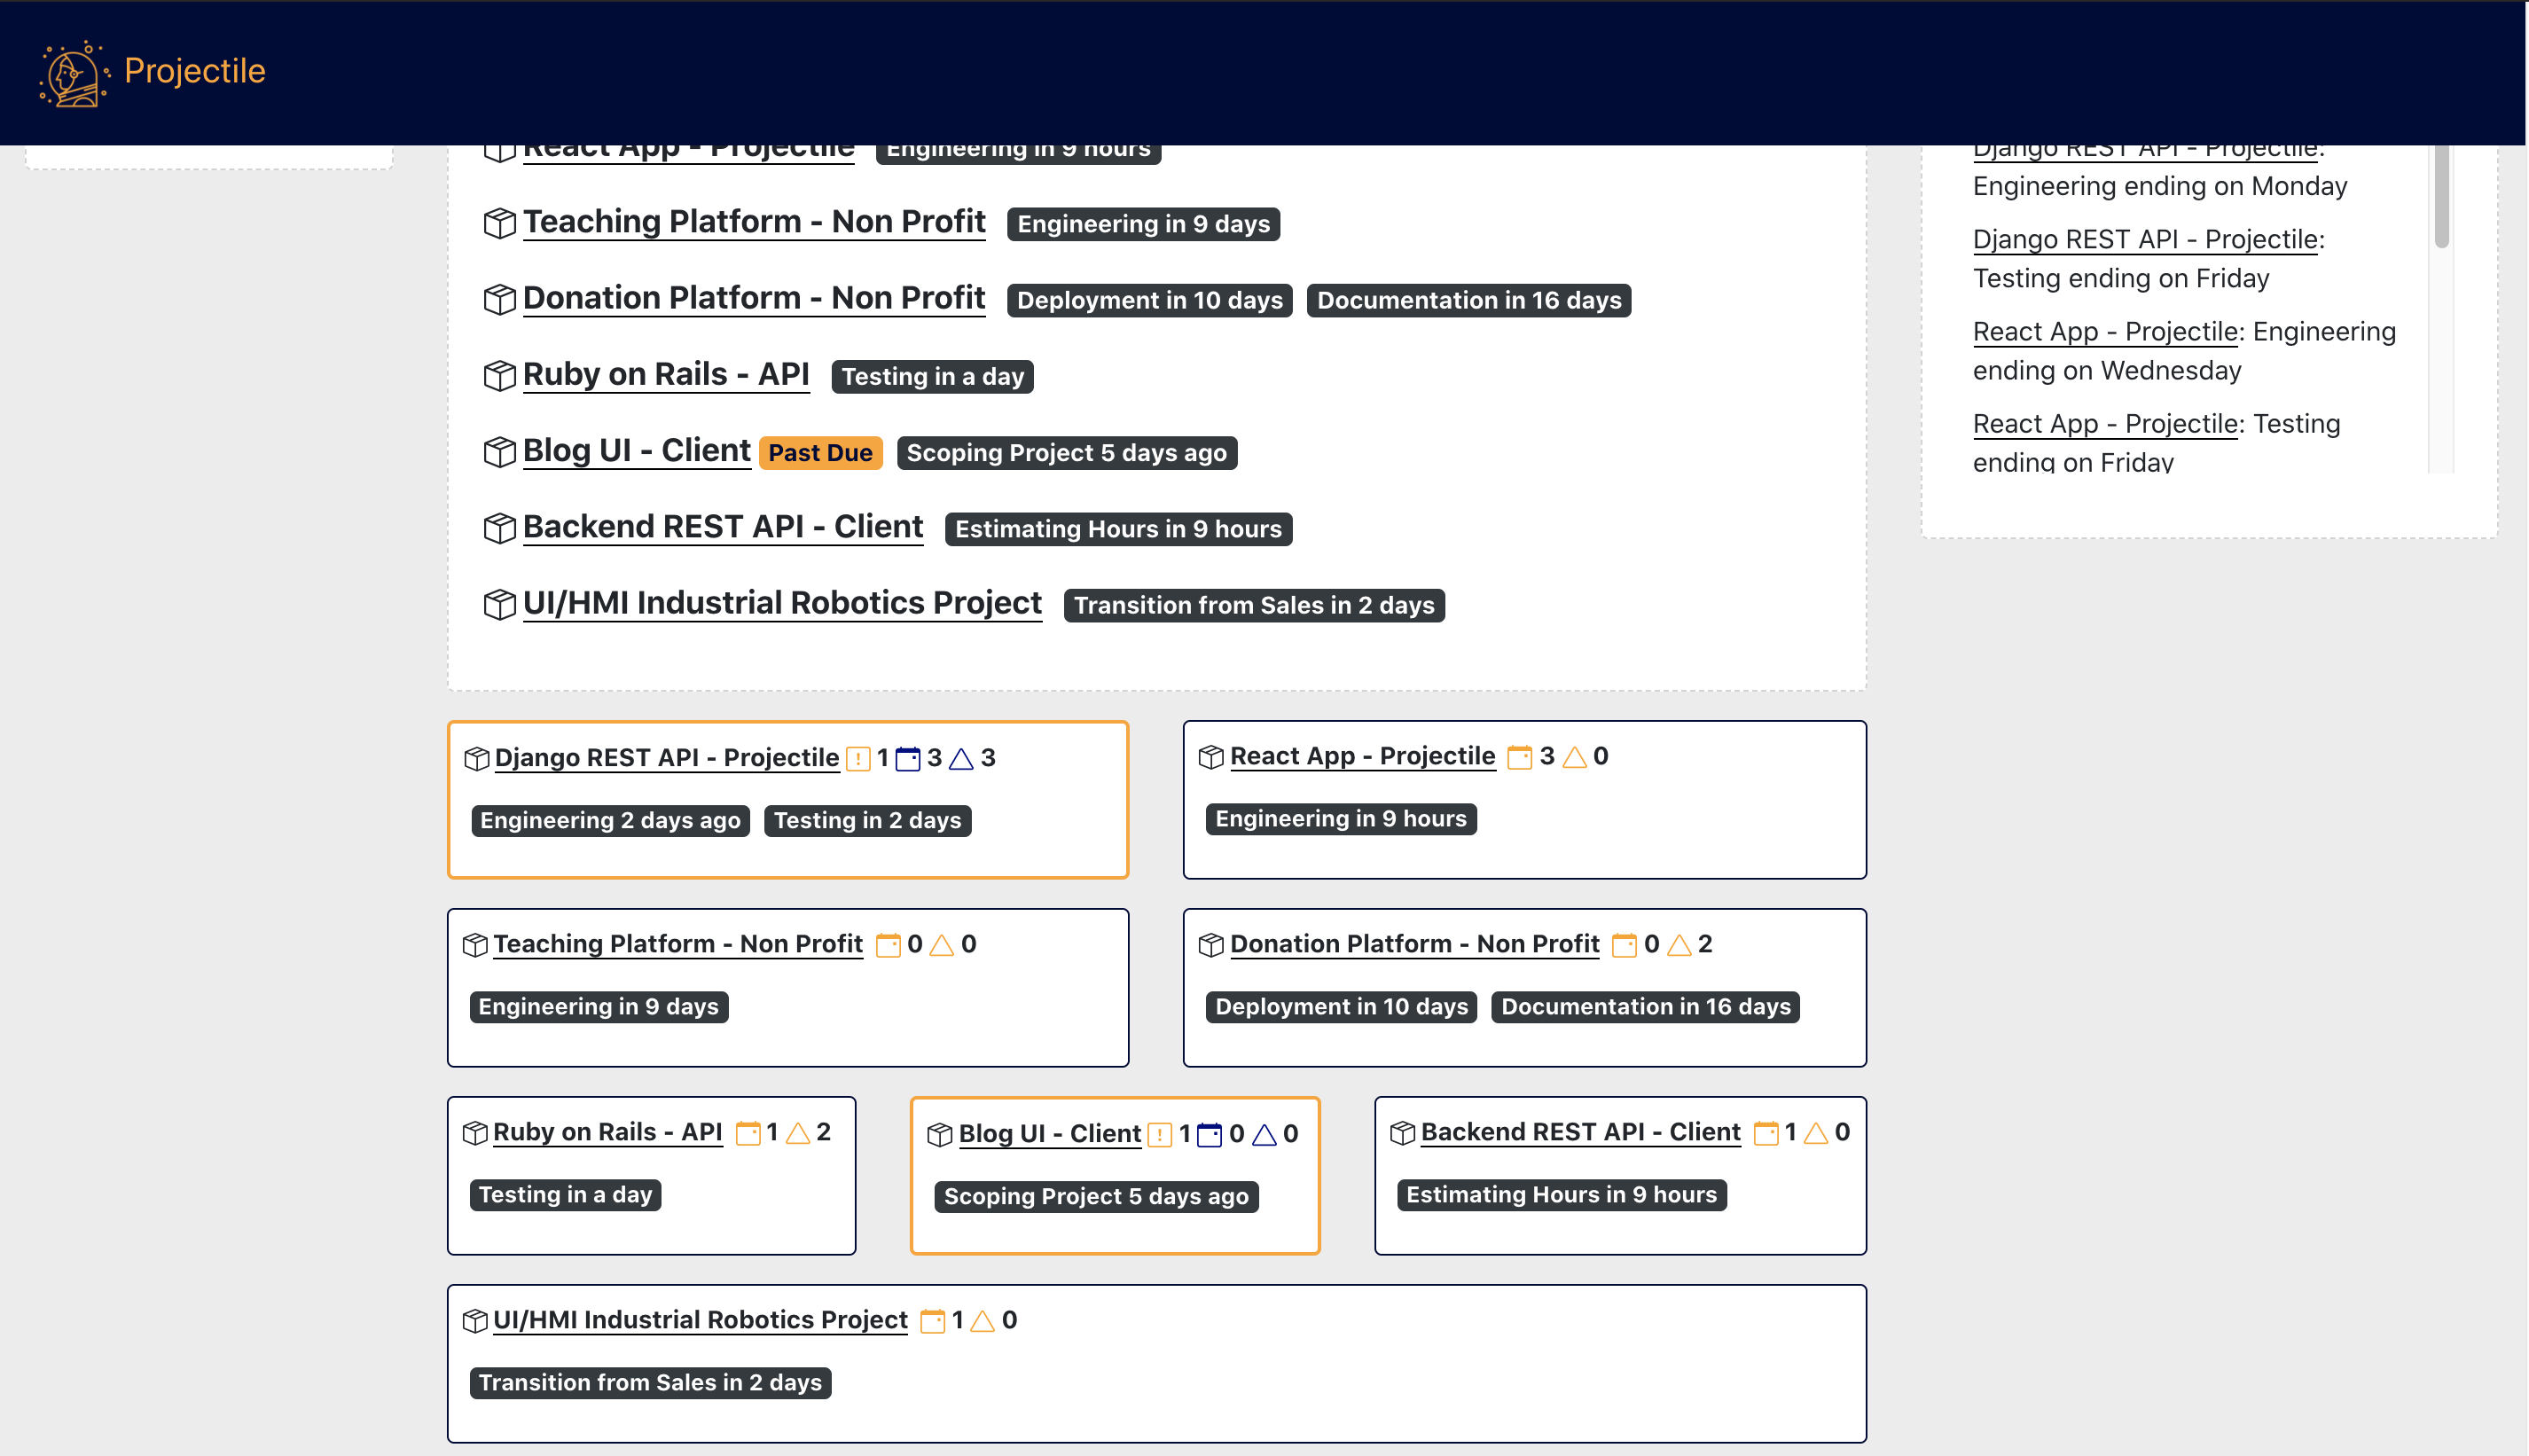 Projectile
React App - Projectile Engineering in 9 hours
Teaching Platform - Non Profit Engineering in 9 days
Donation Platform - Non Profit Deployment in 10 days Documentation in 16 days
Ruby on Rails - API Testing in a day
Blog UI - Client Past Due Scoping Project 5 days ago
Backend REST API - Client Estimating Hours in 9 hours
UI/HMI Industrial Robotics Project Transition from Sales in 2 days
Django REST API - Projectile:
Engineering ending on Monday
Django REST API - Projectile:
Testing ending on Friday
React App - Projectile: Engineering
ending on Wednesday
React App - Projectile: Testing
ending on Friday
Django REST API - Projectile 1 3 3
Engineering 2 days ago Testing in 2 days
React App - Projectile 3 0
Engineering in 9 hours
Teaching Platform - Non Profit 0 0
Engineering in 9 days
Donation Platform - Non Profit 0 2
Deployment in 10 days Documentation in 16 days
Ruby on Rails - API 1 2
Testing in a day
Blog UI - Client 1 0 0
Scoping Project 5 days ago
Backend REST API - Client 1 0
Estimating Hours in 9 hours
UI/HMI Industrial Robotics Project 1 0
Transition from Sales in 2 days